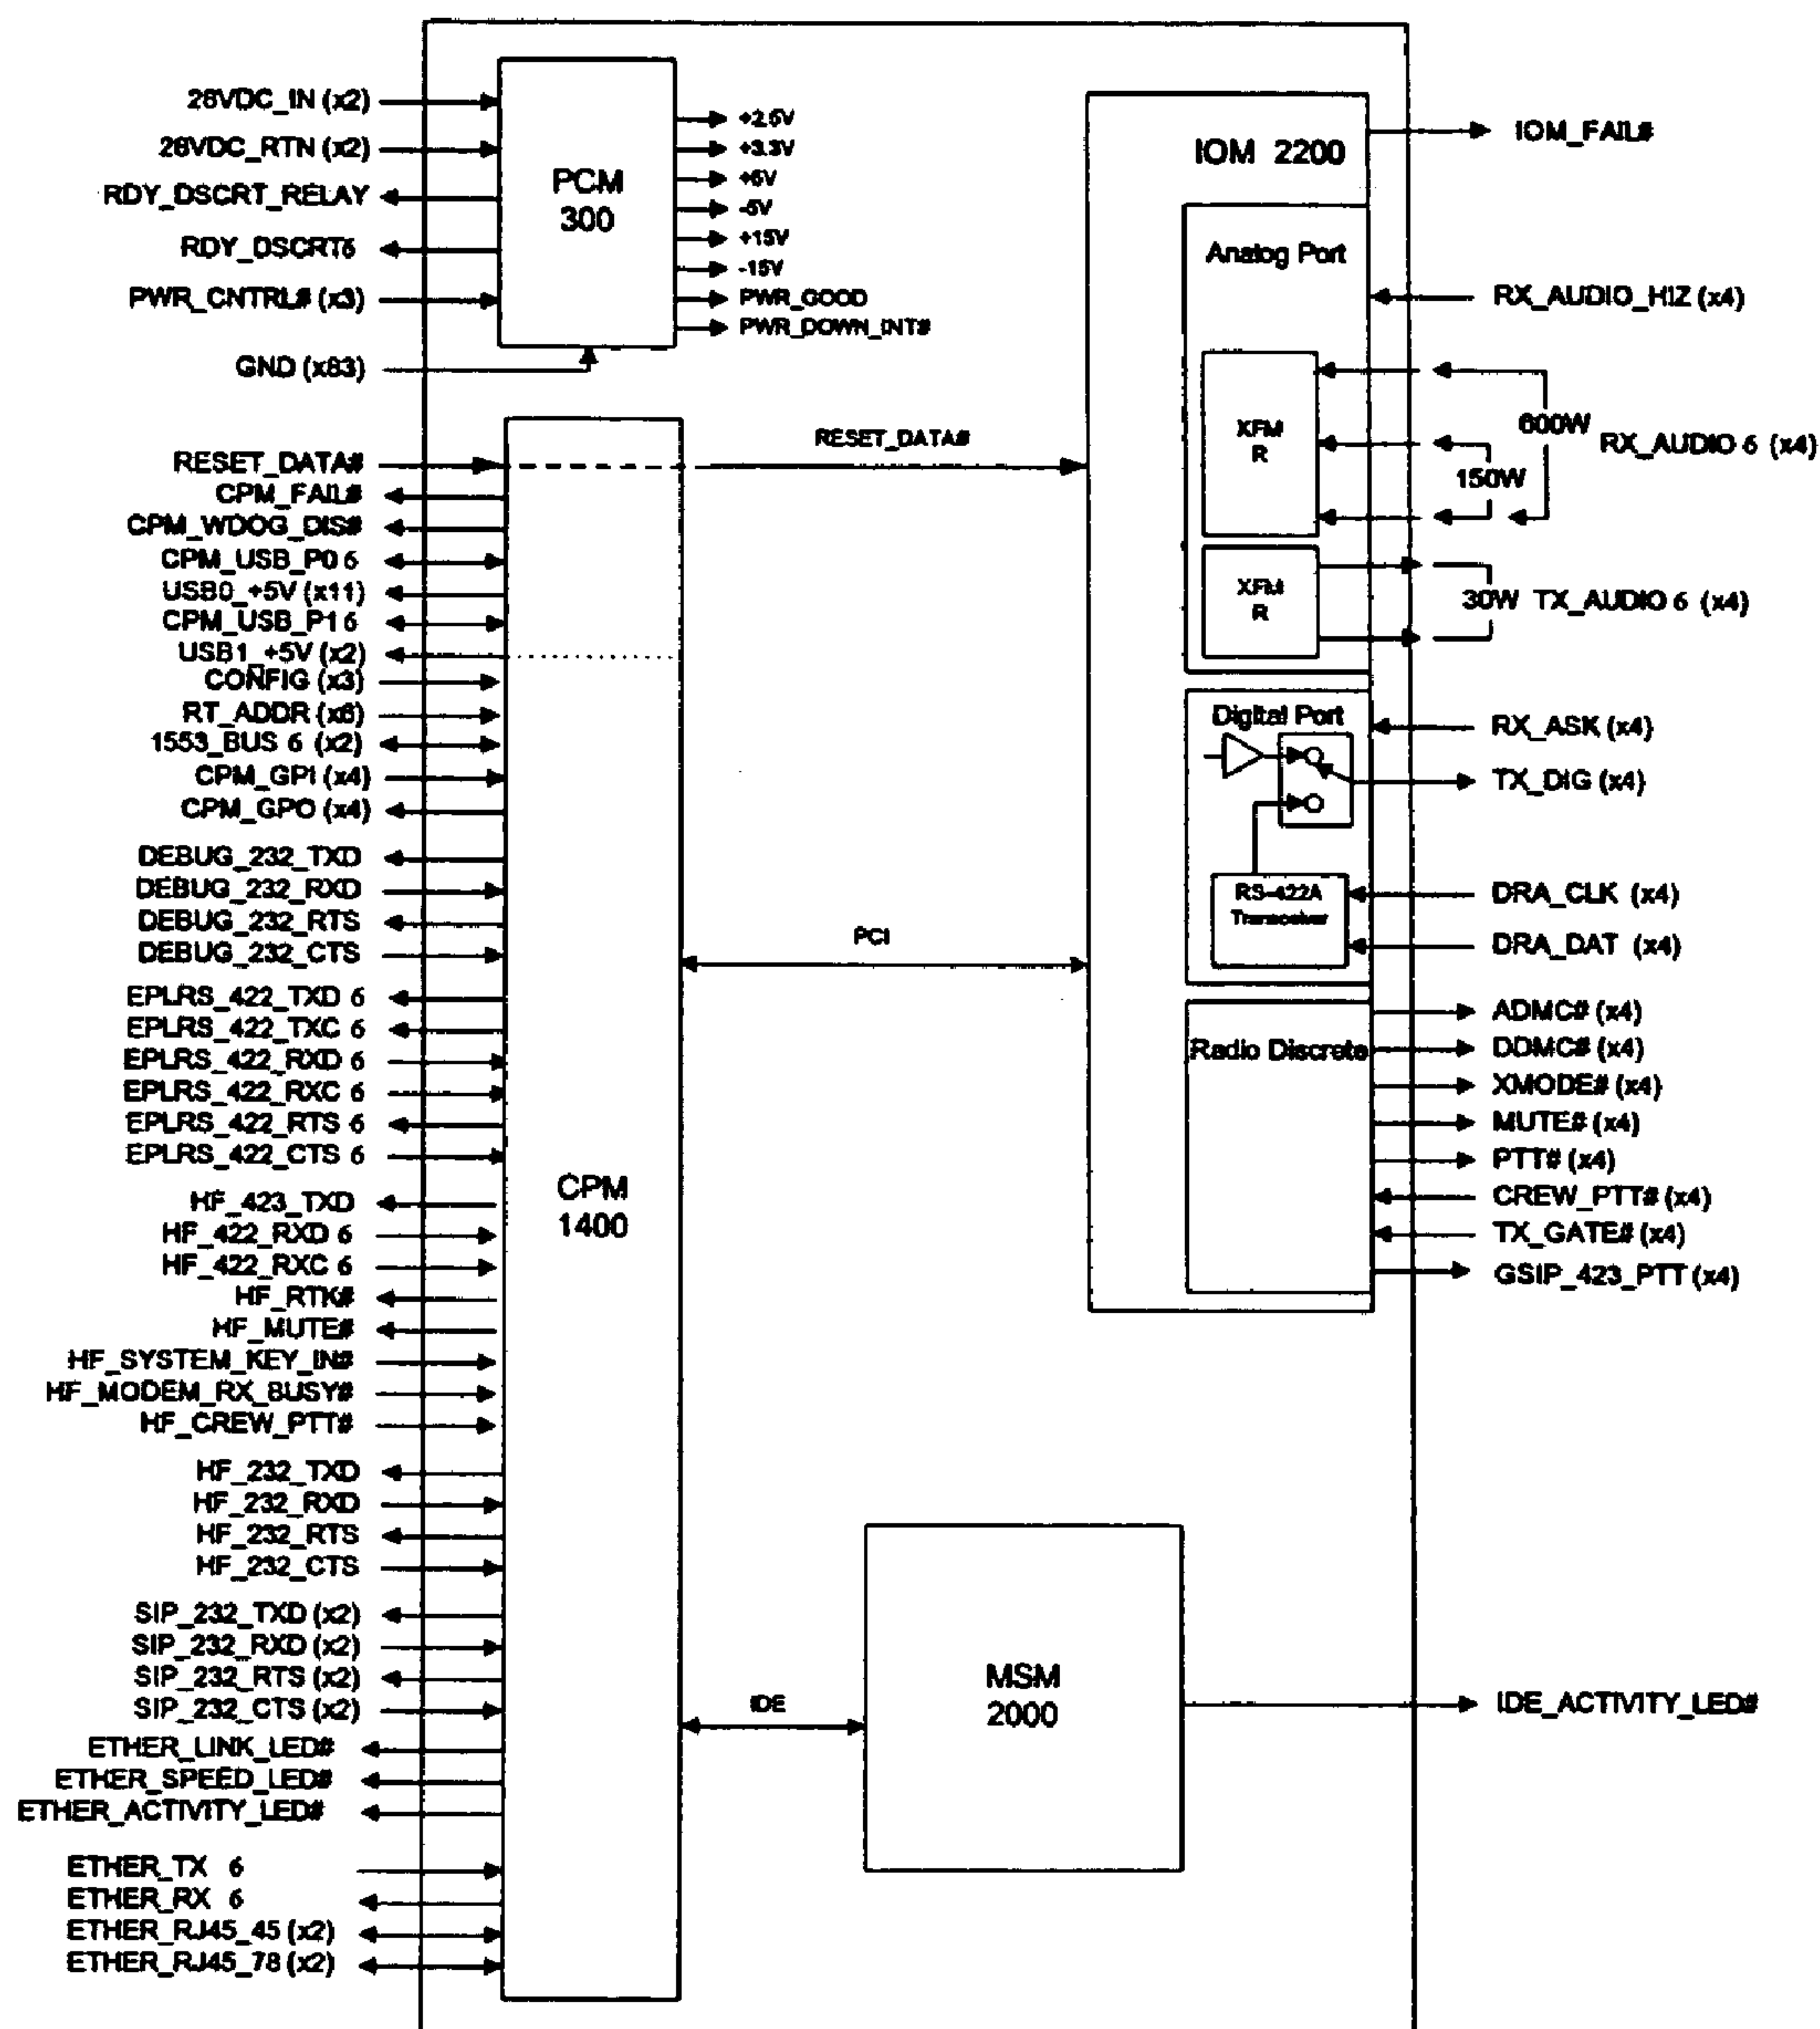 28VDC_IN (x2)
28VDC_RTN (x2)
RDY_DSCRT_RELAY
RDY_DSCRT6
PWR_CNTRL# (x3)
GND (x83)
PCM
300
+2.5V
+3.3V
+5V
-5V
+15V
-15V
PWR_GOOD
PWR_DOWN_INT#
RESET_DATA#
CPM_FAIL#
CPM_WDOG_DIS#
CPM_USB_P0 6
USB0_+5V (x11)
CPM_USB_P1 6
USB1_+5V (x2)
CONFIG (x3)
RT_ADDR (x6)
1553_BUS 6 (x2)
CPM_GPI (x4)
CPM_GPO (x4)
DEBUG_232_TXD
DEBUG_232_RXD
DEBUG_232_RTS
DEBUG_232_CTS
EPLRS_422_TXD 6
EPLRS_422_TXC 6
EPLRS_422_RXD 6
EPLRS_422_RXC 6
EPLRS_422_RTS 6
EPLRS_422_CTS 6
HF_423_TXD
HF_422_RXD 6
HF_422_RXC 6
HF_RTK#
HF_MUTE#
HF_SYSTEM_KEY_IN#
HF_MODEM_RX_BUSY#
HF_CREW_PTT#
HF_232_TXD
HF_232_RXD
HF_232_RTS
HF_232_CTS
SIP_232_TXD (x2)
SIP_232_RXD (x2)
SIP_232_RTS (x2)
SIP_232_CTS (x2)
ETHER_LINK_LED#
ETHER_SPEED_LED#
ETHER_ACTIVITY_LED#
ETHER_TX 6
ETHER_RX 6
ETHER_RJ45_45 (x2)
ETHER_RJ45_78 (x2)
CPM
1400
RESET_DATA#
PCI
IDE
MSM
2000
IDE_ACTIVITY_LED#
IOM 2200
IOM_FAIL#
Analog Port
RX_AUDIO_HIZ (x4)
XFM
R
600W
150W
RX_AUDIO 6 (x4)
XFM
R
30W TX_AUDIO 6 (x4)
Digital Port
RX_ASK (x4)
TX_DIG (x4)
RS-422A
Transceiver
DRA_CLK (x4)
DRA_DAT (x4)
Radio Discrete
ADMC# (x4)
DDMC# (x4)
XMODE# (x4)
MUTE# (x4)
PTT# (x4)
CREW_PTT# (x4)
TX_GATE# (x4)
GSIP_423_PTT (x4)